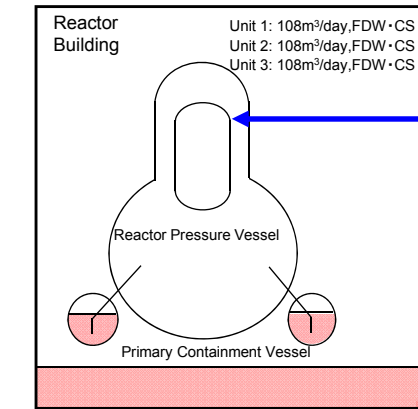 Reactor
Building
Unit 1: 108m³/day,FDW・CS
Unit 2: 108m³/day,FDW・CS
Unit 3: 108m³/day,FDW・CS
Reactor Pressure Vessel
Primary Containment Vessel